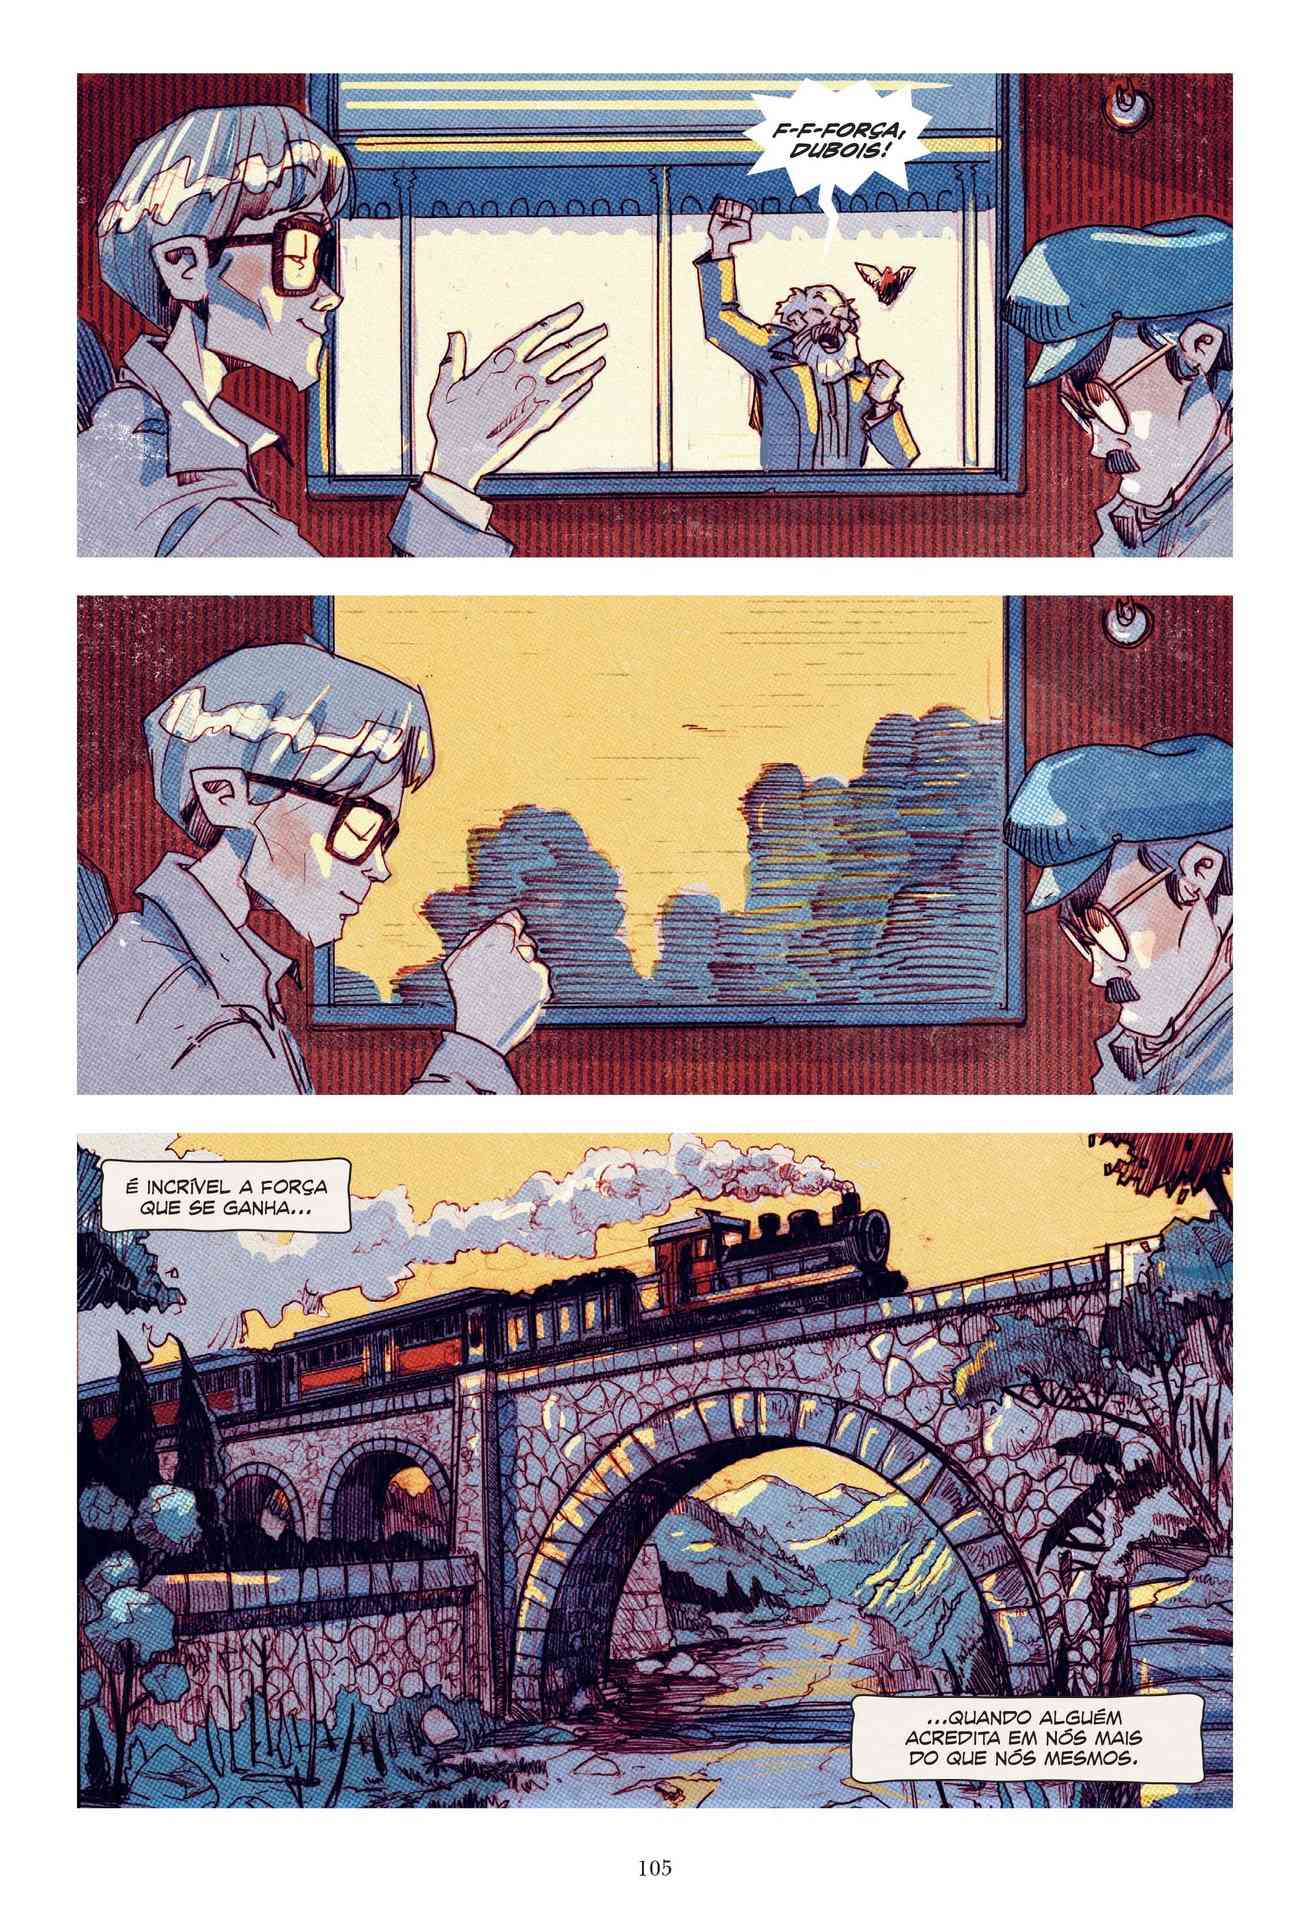 F-F-FORÇA,
DUBOIS!
É INCRÍVEL A FORÇA
QUE SE GANHA...
...QUANDO ALGUÉM
ACREDITA EM NÓS MAIS
DO QUE NÓS MESMOS.
105